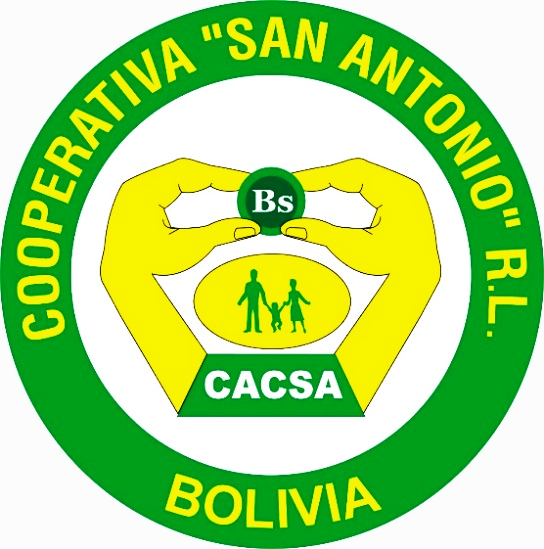 COOPERATIVA "SAN ANTONIO" R.L.
Bs
CACSA
BOLIVIA